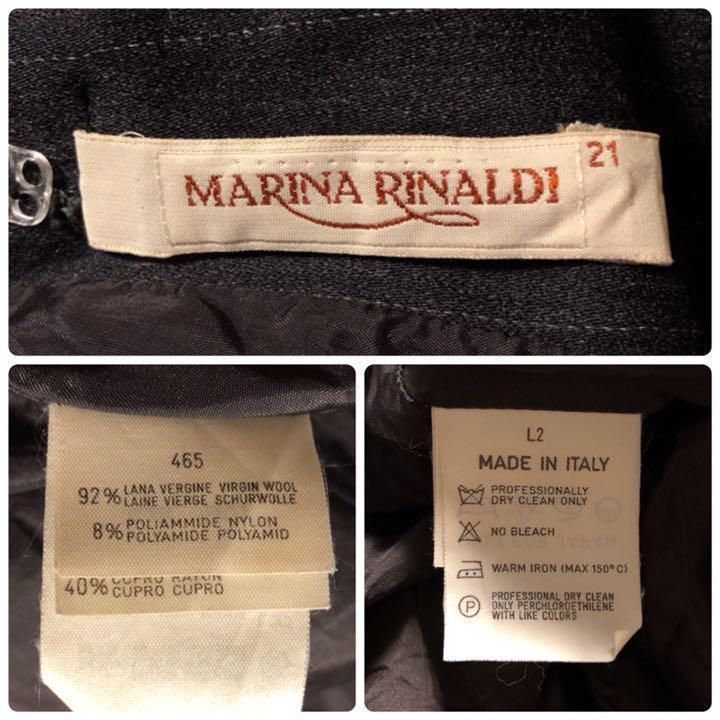 MARINA RINALDI
21
465
92% LANA VERGINE VIRGIN WOOL
LAINE VIERGE SCHURWOLLE
8% POLIAMMIDE NYLON
POLYAMIDE POLYAMID
40% CUPRO RAYON
CUPRO CUPRO
L2
MADE IN ITALY
PROFESSIONALLY
DRY CLEAN ONLY
NO BLEACH
WARM IRON (MAX 150°C)
P
PROFESSIONAL DRY CLEAN
ONLY PERCHLOROETHILENE
WITH LIKE COLORS